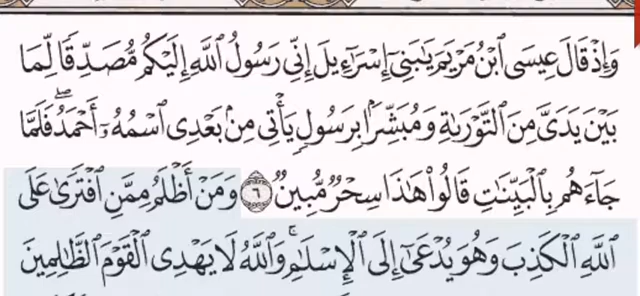 وَإِذْ قَالَ عِيسَى ٱبْنُ مَرْيَمَ يَٰبَنِىٓ إِسْرَٰٓءِيلَ إِنِّى رَسُولُ ٱللَّهِ إِلَيْكُم مُّصَدِّقًا لِّمَا
بَيْنَ يَدَىَّ مِنَ ٱلتَّوْرَىٰةِ وَمُبَشِّرًۢا بِرَسُولٍ يَأْتِى مِنۢ بَعْدِى ٱسْمُهُۥٓ أَحْمَدُ ۖ فَلَمَّا
جَآءَهُم بِٱلْبَيِّنَٰتِ قَالُوا۟ هَٰذَا سِحْرٌ مُّبِينٌ ٦ وَمَنْ أَظْلَمُ مِمَّنِ ٱفْتَرَىٰ عَلَى
ٱللَّهِ ٱلْكَذِبَ وَهُوَ يُدْعَىٰٓ إِلَى ٱلْإِسْلَٰمِ ۚ وَٱللَّهُ لَا يَهْدِى ٱلْقَوْمَ ٱلظَّٰلِمِينَ